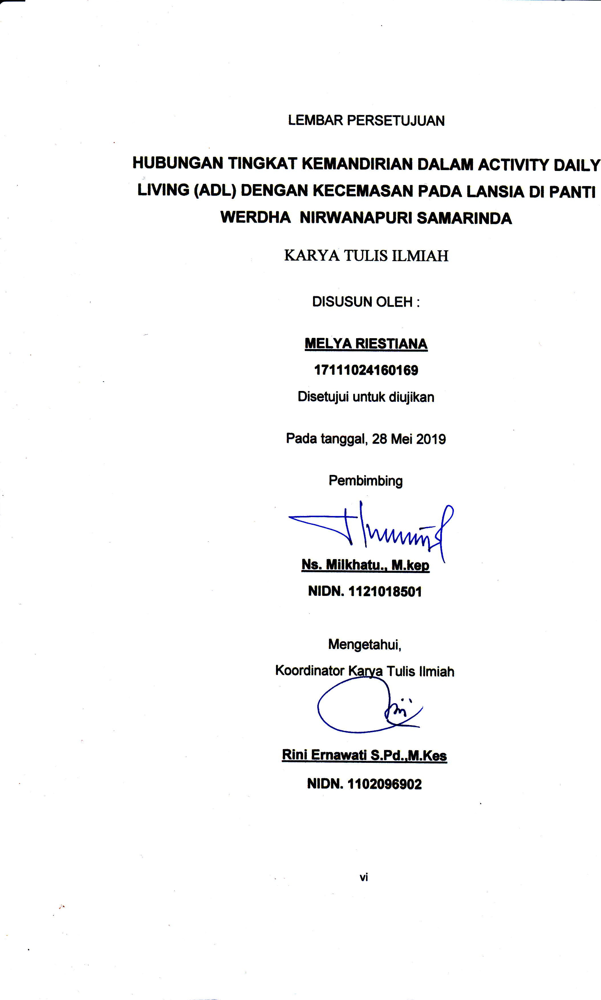 LEMBAR PERSETUJUAN
HUBUNGAN TINGKAT KEMANDIRIAN DALAM ACTIVITY DAILY
LIVING (ADL) DENGAN KECEMASAN PADA LANSIA DI PANTI
WERDHA NIRWANAPURI SAMARINDA
KARYA TULIS ILMIAH
DISUSUN OLEH :
MELYA RIESTIANA
17111024160169
Disetujui untuk diujikan
Pada tanggal, 28 Mei 2019
Pembimbing
Ns. Milkhatu., M.kep
NIDN. 1121018501
Mengetahui,
Koordinator Karya Tulis Ilmiah
Rini Ernawati S.Pd.,M.Kes
NIDN. 1102096902
vi